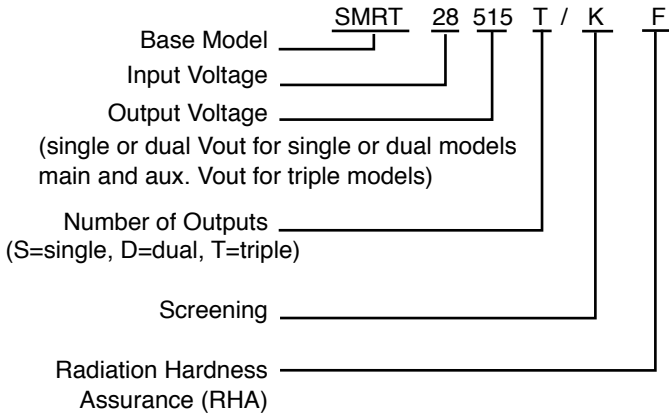 SMRT 28 515 T / K F
Base Model
Input Voltage
Output Voltage
(single or dual Vout for single or dual models
main and aux. Vout for triple models)
Number of Outputs
(S=single, D=dual, T=triple)
Screening
Radiation Hardness
Assurance (RHA)